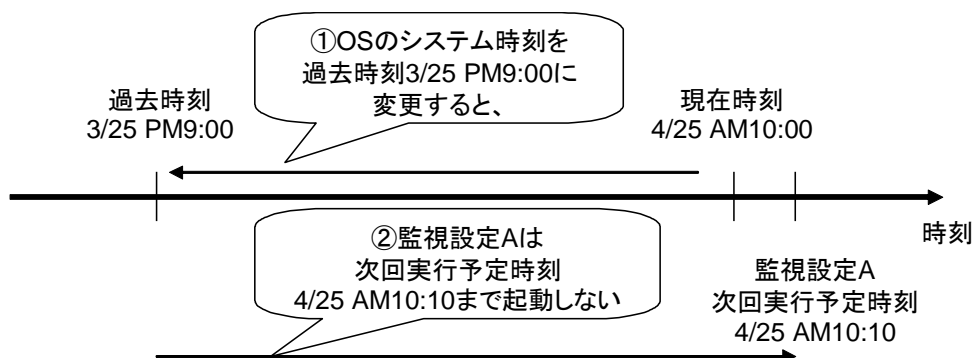 ①OSのシステム時刻を
過去時刻3/25 PM9:00に
変更すると、
過去時刻
3/25 PM9:00
現在時刻
4/25 AM10:00
時刻
②監視設定Aは
次回実行予定時刻
4/25 AM10:10まで起動しない
監視設定A
次回実行予定時刻
4/25 AM10:10